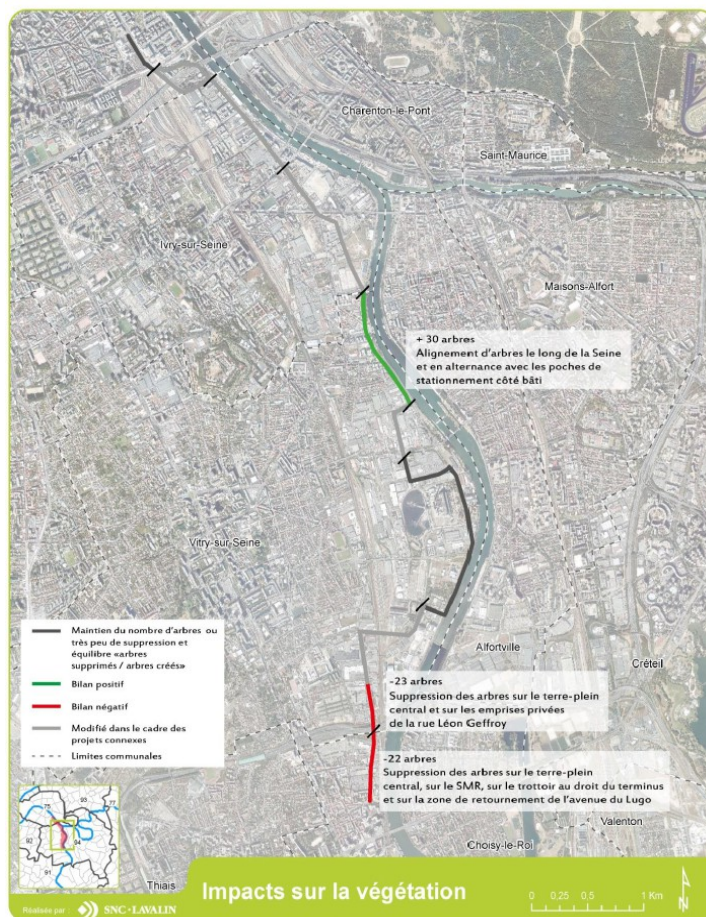 Charenton-le-Pont
Saint-Maurice
Ivry-sur-Seine
Maisons-Alfort
+ 30 arbres
Alignement d'arbres le long de la Seine
et en alternance avec les poches de
stationnement côté bâti
Vitry-sur-Seine
Maintien du nombre d'arbres ou
très peu de suppression et
équilibre «arbres
supprimés / arbres créés»
Bilan positif
Bilan négatif
Modifié dans le cadre des
projets connexes
Limites communales
Alfortville
Créteil
-23 arbres
Suppression des arbres sur le terre-plein
central et sur les emprises privées
de la rue Léon Geffroy
-22 arbres
Suppression des arbres sur le terre-plein
central, sur le SMR, sur le trottoir au droit du terminus
et sur la zone de retournement de l'avenue du Lugo
Valenton
Choisy-le-Roi
Thiais
75
93
77
92
94
91
Impacts sur la végétation
0 0.25 0.5 1 Km
N
Réalisée par : SNC•LAVALIN